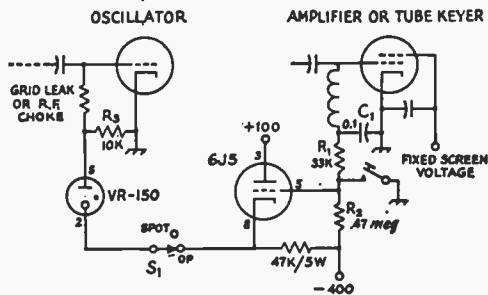 OSCILLATOR
AMPLIFIER OR TUBE KEYER
GRID LEAK
OR R.F.
CHOKE
R3
10K
C1
0.1
+100
R1
33K
FIXED SCREEN
VOLTAGE
6J5
3
5
8
5
VR-150
2
R2
.47 meg
SPOT
OP
S1
.47K/5W
-400